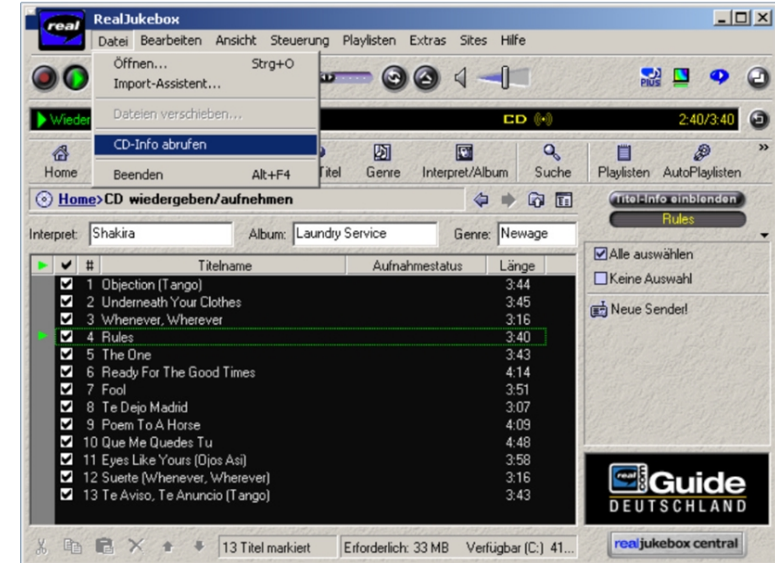 real RealJukebox
Datei Bearbeiten Ansicht Steuerung Playlisten Extras Sites Hilfe
Öffnen... Strg+O
Import-Assistent...
Dateien verschieben...
CD-Info abrufen
Beenden Alt+F4
PLUS
CD 2:40/3:40
Home Genre Interpret/Album Suche Playlisten AutoPlaylisten »
Home>CD wiedergeben/aufnehmen
Titel-Info einblenden
Rules
Interpret: Shakira Album: Laundry Service Genre: Newage
# Titelname Aufnahmestatus Länge
1 Objection (Tango) 3:44
2 Underneath Your Clothes 3:45
3 Whenever, Wherever 3:16
4 Rules 3:40
5 The One 3:43
6 Ready For The Good Times 4:14
7 Fool 3:51
8 Te Dejo Madrid 3:07
9 Poem To A Horse 4:09
10 Que Me Quedes Tu 4:48
11 Eyes Like Yours (Ojos Asi) 3:58
12 Suerte (Whenever, Wherever) 3:16
13 Te Aviso, Te Anuncio (Tango) 3:43
Alle auswählen
Keine Auswahl
Neue Sender!
real.com Guide
DEUTSCHLAND
13 Titel markiert Erforderlich: 33 MB Verfügbar (C:) 41...
realjukebox central